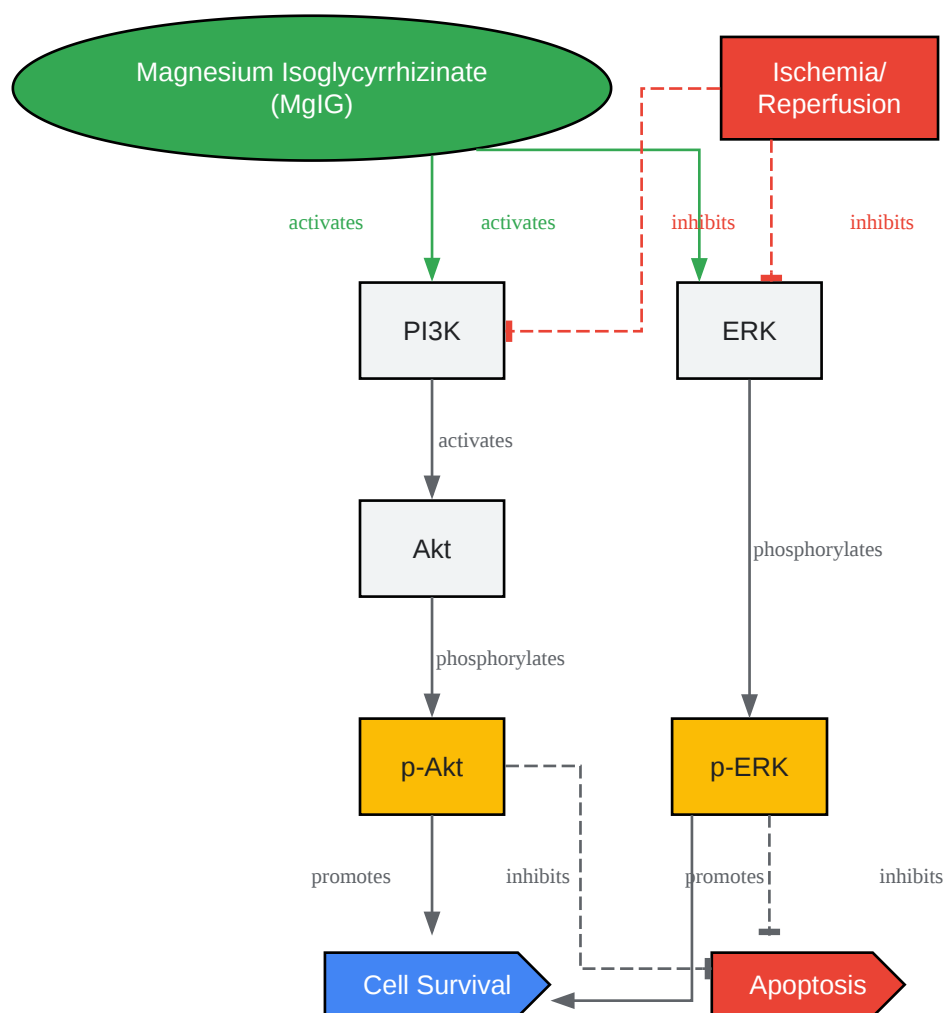 Magnesium Isoglycyrrhizinate
(MgIG)
Ischemia/
Reperfusion
activates
activates
inhibits
inhibits
PI3K
ERK
activates
Akt
phosphorylates
phosphorylates
p-Akt
p-ERK
promotes
inhibits
promotes
inhibits
Cell Survival
Apoptosis